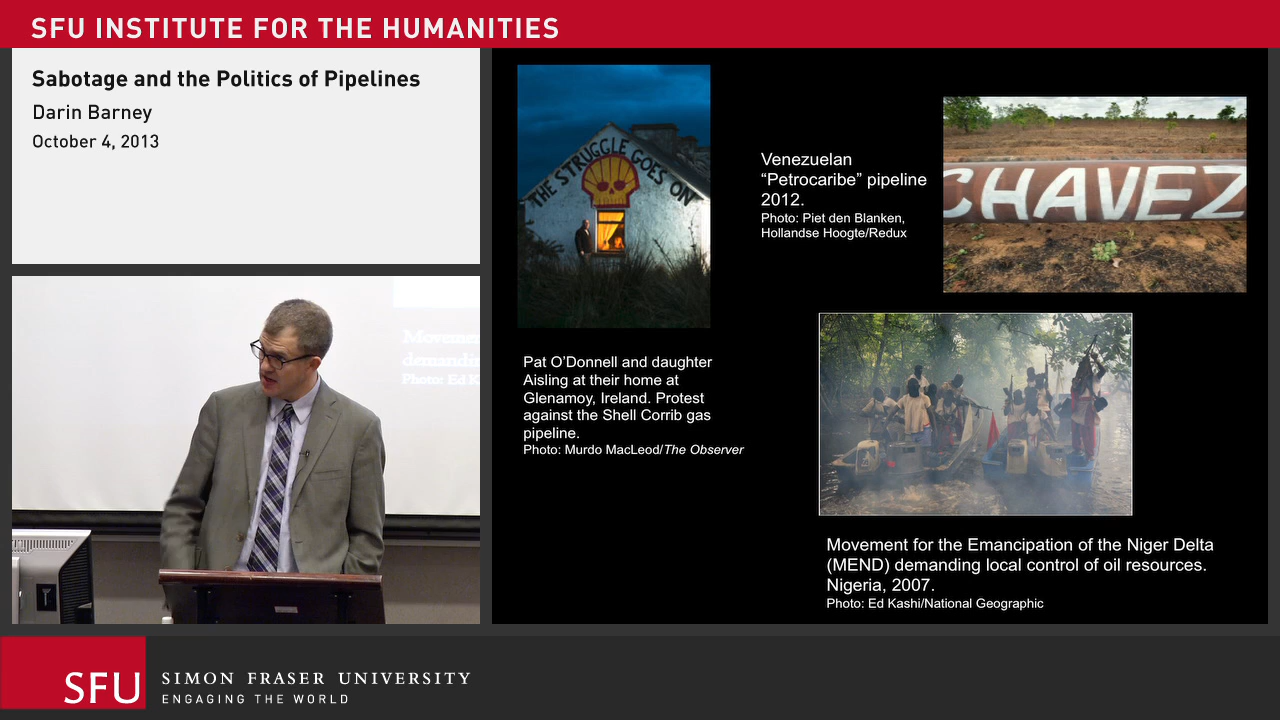 SFU INSTITUTE FOR THE HUMANITIES
Sabotage and the Politics of Pipelines
Darin Barney
October 4, 2013
Movemen
demandin
Photo: Ed K
THE STRUGGLE GOES ON
Pat O’Donnell and daughter
Aisling at their home at
Glenamoy, Ireland. Protest
against the Shell Corrib gas
pipeline.
Photo: Murdo MacLeod/The Observer
Venezuelan
“Petrocaribe” pipeline
2012.
Photo: Piet den Blanken,
Hollandse Hoogte/Redux
CHAVEZ
Movement for the Emancipation of the Niger Delta
(MEND) demanding local control of oil resources.
Nigeria, 2007.
Photo: Ed Kashi/National Geographic
SFU
SIMON FRASER UNIVERSITY
ENGAGING THE WORLD